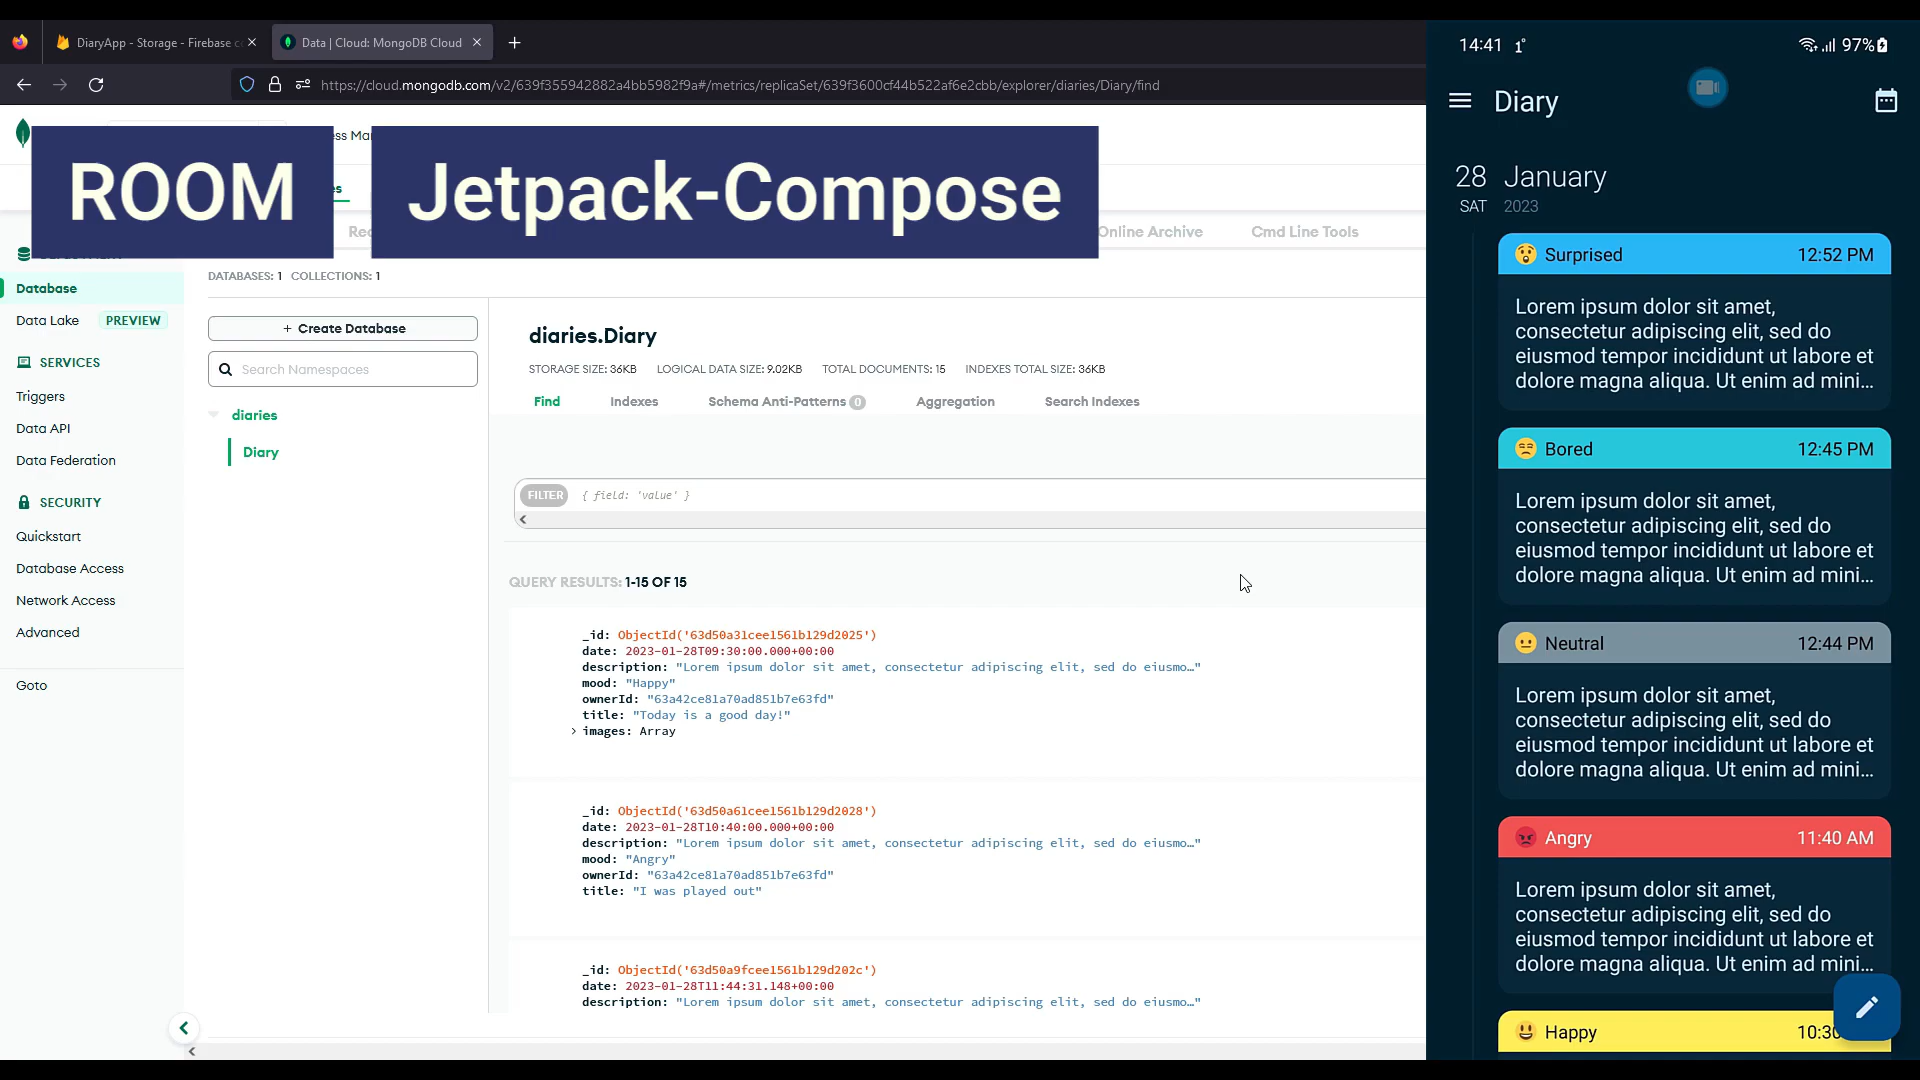 DiaryApp - Storage - Firebase c
Data | Cloud: MongoDB Cloud
https://cloud.mongodb.com/v2/639f355942882a4bb5982f9a#/metrics/replicaSet/639f3600cf44b522af6e2cbb/explorer/diaries/Diary/find
ROOM
Jetpack-Compose
Online Archive
Cmd Line Tools
DATABASES: 1 COLLECTIONS: 1
Database
Data Lake PREVIEW
SERVICES
Triggers
Data API
Data Federation
SECURITY
Quickstart
Database Access
Network Access
Advanced
Goto
+ Create Database
Search Namespaces
diaries
Diary
diaries.Diary
STORAGE SIZE: 36KB LOGICAL DATA SIZE: 9.02KB TOTAL DOCUMENTS: 15 INDEXES TOTAL SIZE: 36KB
Find Indexes Schema Anti-Patterns 0 Aggregation Search Indexes
FILTER { field: 'value' }
QUERY RESULTS: 1-15 OF 15
_id: ObjectId('63d50a31cee1561b129d2025')
date: 2023-01-28T09:30:00.000+00:00
description: "Lorem ipsum dolor sit amet, consectetur adipiscing elit, sed do eiusmo…"
mood: "Happy"
ownerId: "63a42ce81a70ad851b7e63fd"
title: "Today is a good day!"
> images: Array
_id: ObjectId('63d50a61cee1561b129d2028')
date: 2023-01-28T10:40:00.000+00:00
description: "Lorem ipsum dolor sit amet, consectetur adipiscing elit, sed do eiusmo…"
mood: "Angry"
ownerId: "63a42ce81a70ad851b7e63fd"
title: "I was played out"
_id: ObjectId('63d50a9fcee1561b129d202c')
date: 2023-01-28T11:44:31.148+00:00
description: "Lorem ipsum dolor sit amet, consectetur adipiscing elit, sed do eiusmo…"
14:41 1° 97%
Diary
28 January
SAT 2023
Surprised 12:52 PM
Lorem ipsum dolor sit amet,
consectetur adipiscing elit, sed do
eiusmod tempor incididunt ut labore et
dolore magna aliqua. Ut enim ad mini...
Bored 12:45 PM
Lorem ipsum dolor sit amet,
consectetur adipiscing elit, sed do
eiusmod tempor incididunt ut labore et
dolore magna aliqua. Ut enim ad mini...
Neutral 12:44 PM
Lorem ipsum dolor sit amet,
consectetur adipiscing elit, sed do
eiusmod tempor incididunt ut labore et
dolore magna aliqua. Ut enim ad mini...
Angry 11:40 AM
Lorem ipsum dolor sit amet,
consectetur adipiscing elit, sed do
eiusmod tempor incididunt ut labore et
dolore magna aliqua. Ut enim ad mini...
Happy 10:30